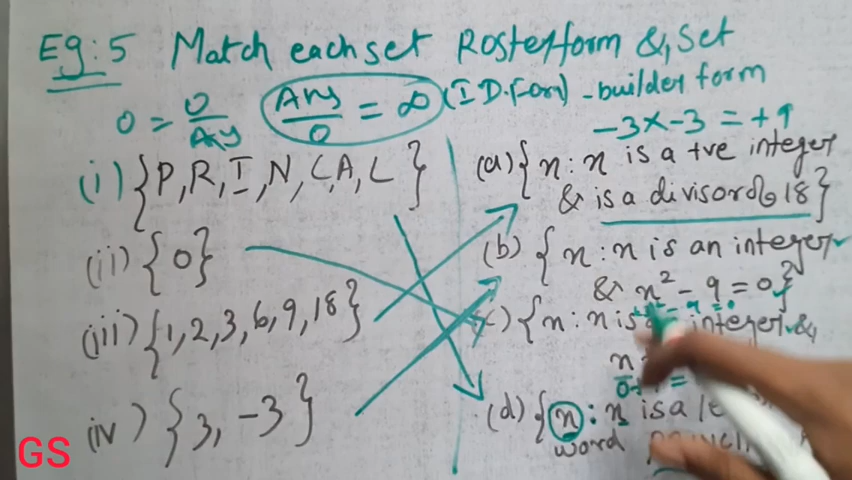 Eg:5 Match each set Roster form & Set
(I.D.Form) -builder form
0 = 0/Any Any/0 = ∞
-3x-3 = +9
(i) {P, R, I, N, C, A, L}
(a) {x : x is a +ve integer
& is a divisor of 18}
(ii) {0}
(b) {x : x is an integer
& x² - 9 = 0}
(iii) {1, 2, 3, 6, 9, 18}
(c) {x : x is integer &
(iv) {3, -3}
(d) {x : x is a
word
GS